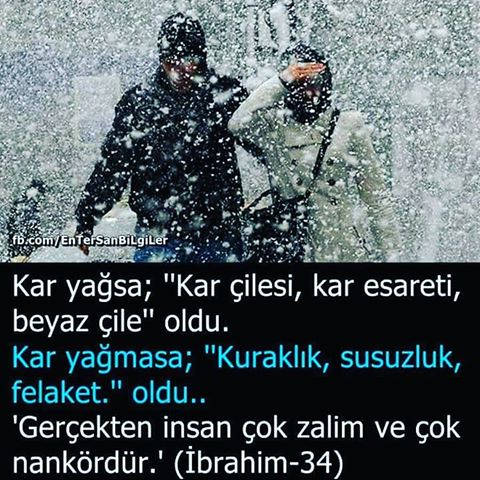 fb.com/EnTerSanBiLgiLer
Kar yağsa; "Kar çilesi, kar esareti,
beyaz çile" oldu.
Kar yağmasa; "Kuraklık, susuzluk,
felaket." oldu..
'Gerçekten insan çok zalim ve çok
nankördür.' (İbrahim-34)